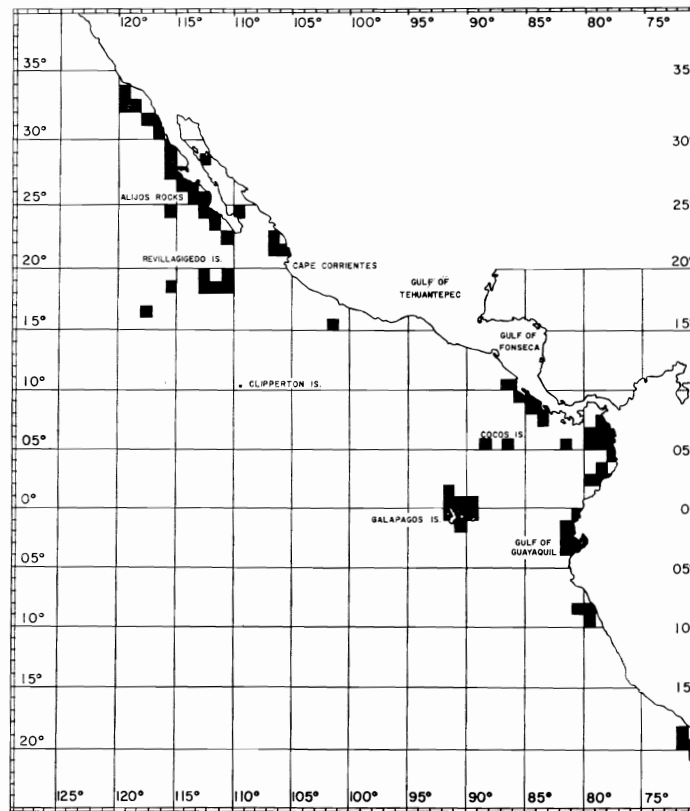 120° 115° 110° 105° 100° 95° 90° 85° 80° 75°
35° 35
30° 30
25° ALIJOS ROCKS 25°
REVILLAGIGEDO IS.
CAPE CORRIENTES
20° 20°
GULF OF
TEHUANTEPEC
15° 15
GULF OF
FONSECA
10° CLIPPERTON IS. 10°
COCOS IS.
05° 05
0° 0
GALAPAGOS IS.
GULF OF
GUAYAQUIL
05° 05
10° 10
15° 15
20° 20°
125° 120° 115° 110° 105° 100° 95° 90° 85° 80° 75°